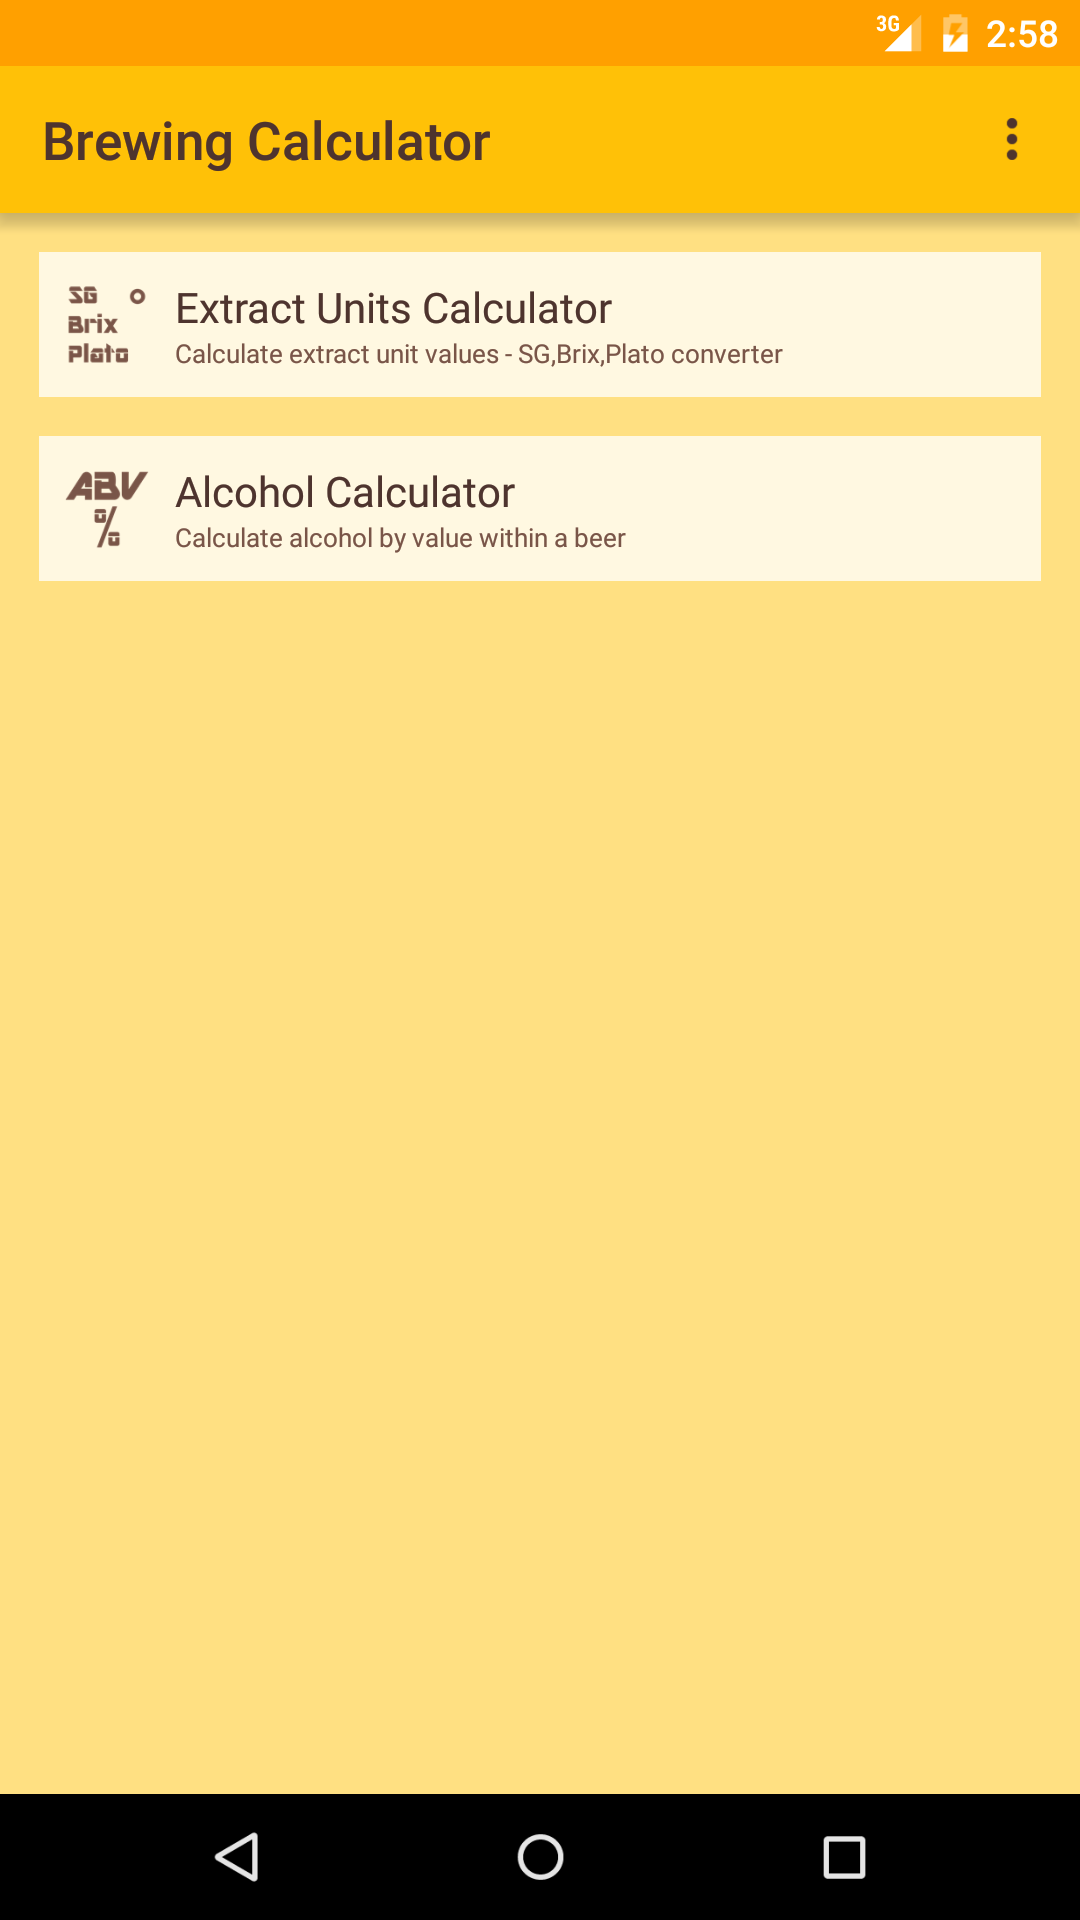 3G 2:58
Brewing Calculator
SG
Brix
Plato
Extract Units Calculator
Calculate extract unit values - SG,Brix,Plato converter
ABV
%
Alcohol Calculator
Calculate alcohol by value within a beer